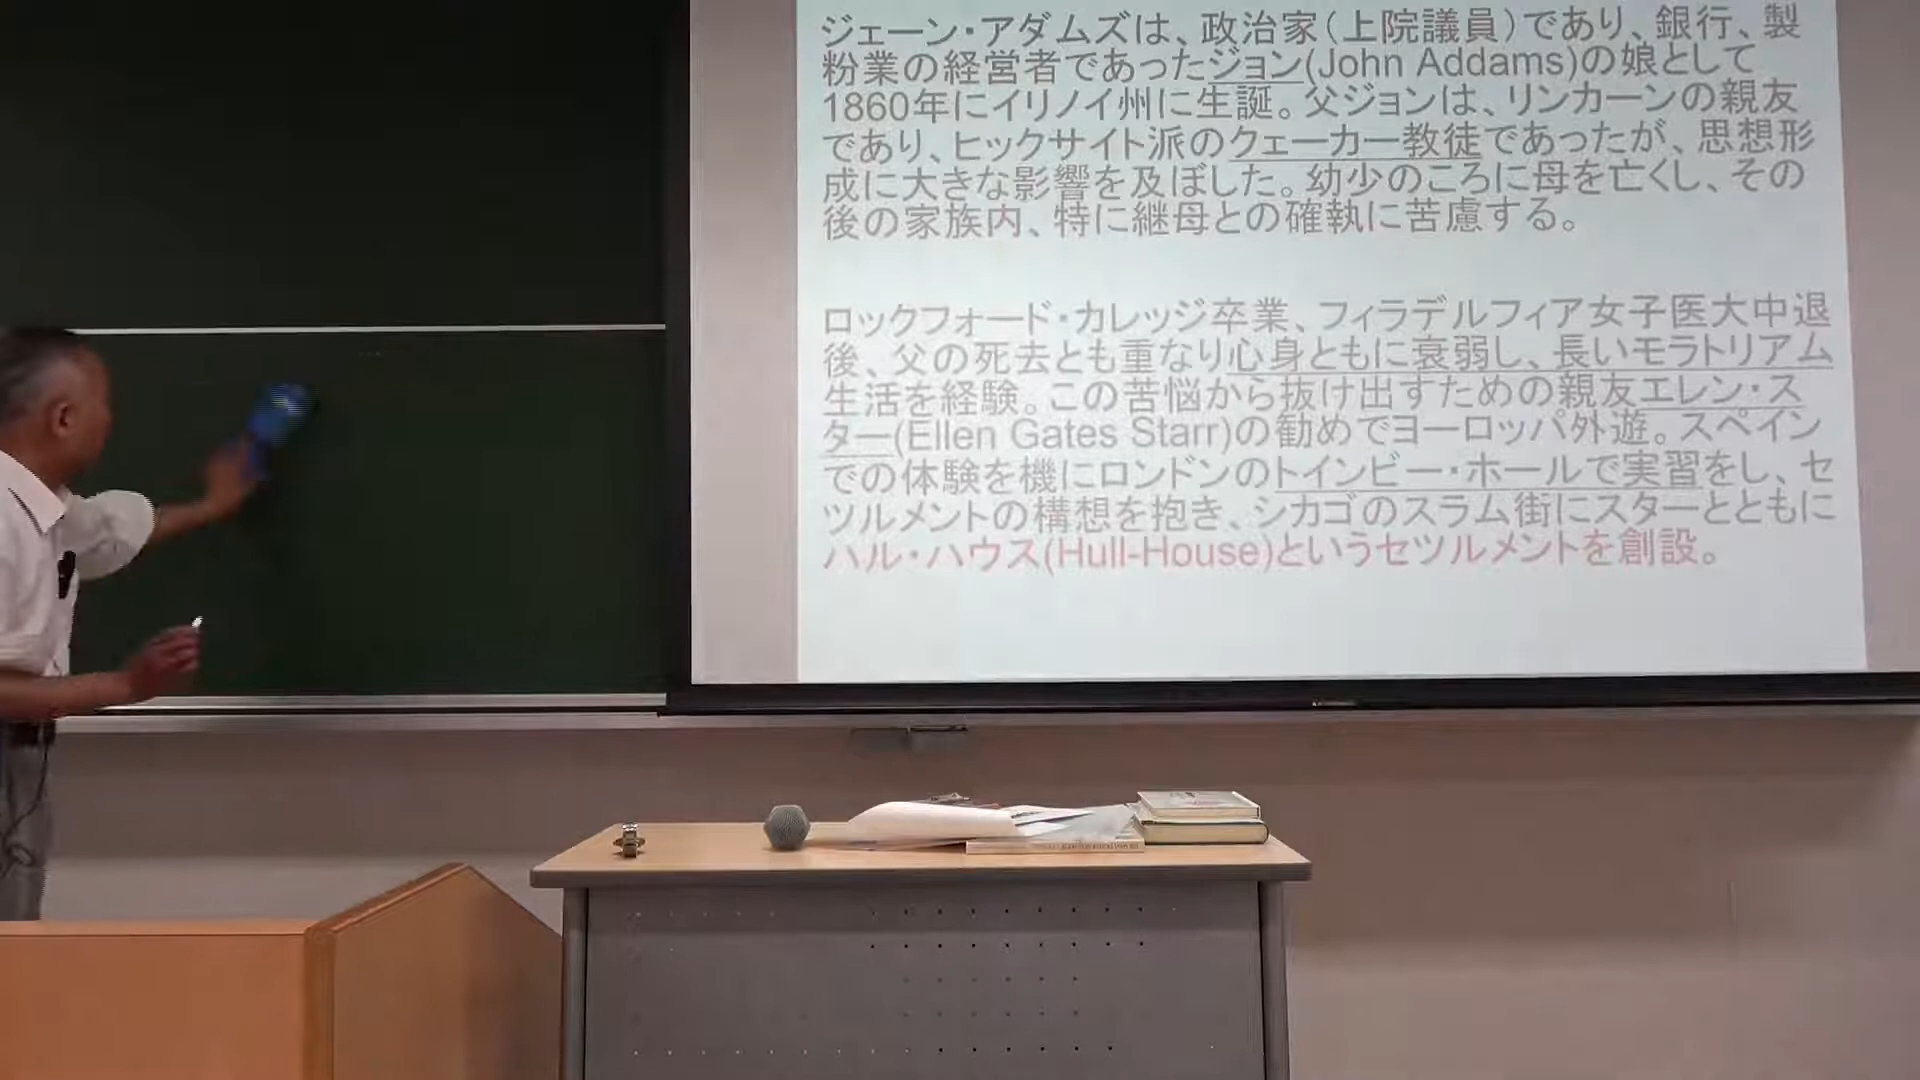 ジェーン・アダムズは、政治家（上院議員）であり、銀行、製
粉業の経営者であったジョン(John Addams)の娘として
1860年にイリノイ州に生誕。父ジョンは、リンカーンの親友
であり、ヒックサイト派のクェーカー教徒であったが、思想形
成に大きな影響を及ぼした。幼少のころに母を亡くし、その
後の家族内、特に継母との確執に苦慮する。
ロックフォード・カレッジ卒業、フィラデルフィア女子医大中退
後、父の死去とも重なり心身ともに衰弱し、長いモラトリアム
生活を経験。この苦悩から抜け出すための親友エレン・ス
ター(Ellen Gates Starr)の勧めでヨーロッパ外遊。スペイン
での体験を機にロンドンのトインビー・ホールで実習をし、セ
ツルメントの構想を抱き、シカゴのスラム街にスターとともに
ハル・ハウス(Hull-House)というセツルメントを創設。